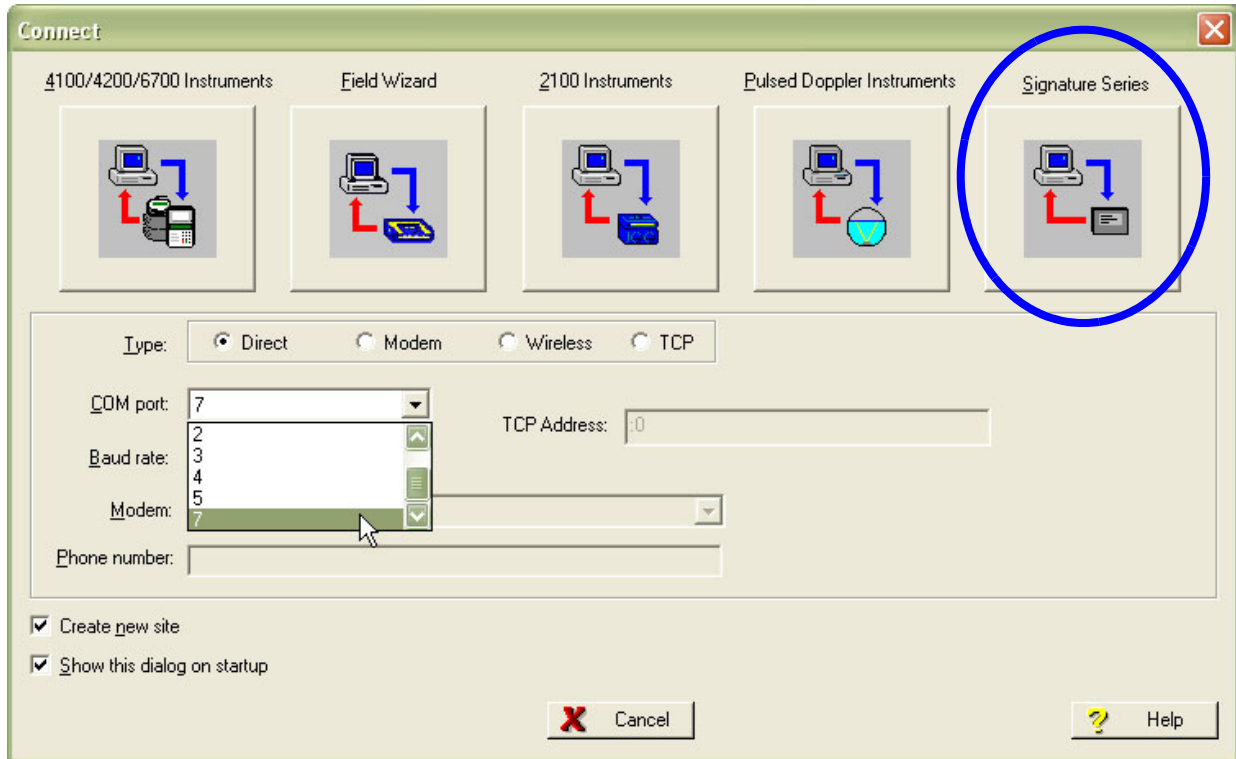 Connect
4100/4200/6700 Instruments
Field Wizard
2100 Instruments
Pulsed Doppler Instruments
Signature Series
Type:
Direct
Modem
Wireless
TCP
COM port:
7
2
3
4
5
7
TCP Address:
:0
Baud rate:
Modem:
Phone number:
Create new site
Show this dialog on startup
Cancel
Help